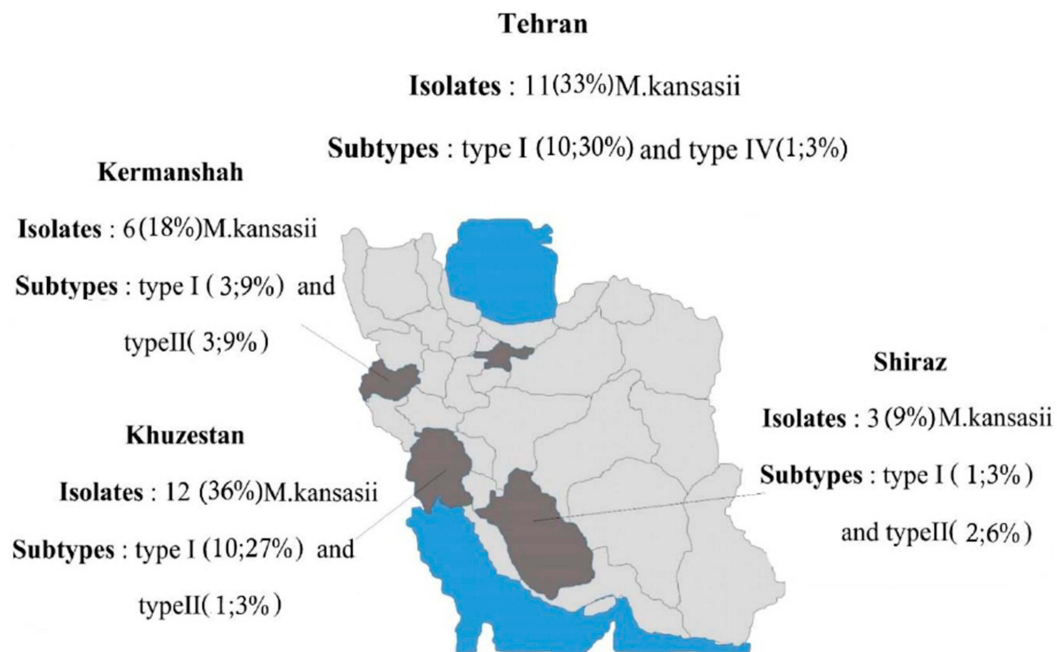 Tehran
Isolates : 11(33%)M.kansasii
Subtypes : type I (10;30%) and type IV(1;3%)
Kermanshah
Isolates : 6(18%)M.kansasii
Subtypes : type I ( 3;9%) and
typeII( 3;9%)
Shiraz
Isolates : 3(9%)M.kansasii
Subtypes : type I ( 1;3%)
and typeII( 2;6%)
Khuzestan
Isolates : 12 (36%)M.kansasii
Subtypes : type I (10;27%) and
typeII( 1;3%)